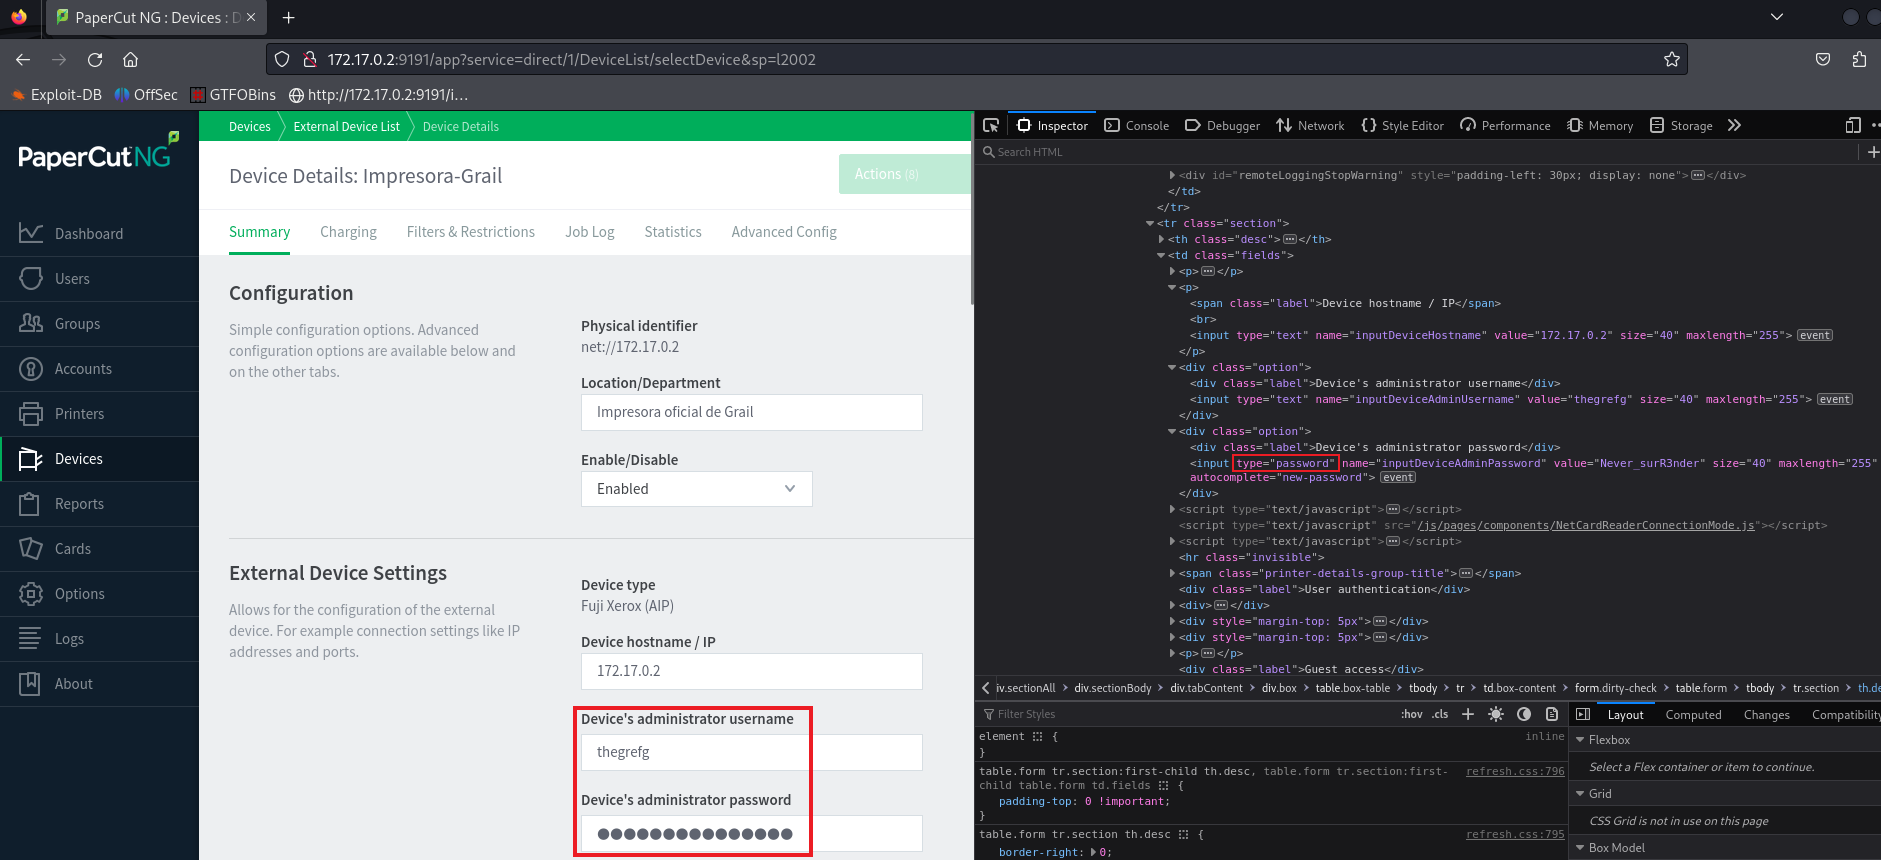 PaperCut NG : Devices : D
172.17.0.2:9191/app?service=direct/1/DeviceList/selectDevice&sp=l2002
Exploit-DB
OffSec
GTFOBins
http://172.17.0.2:9191/i…
PaperCut NG
Dashboard
Users
Groups
Accounts
Printers
Devices
Reports
Cards
Options
Logs
About
Devices
External Device List
Device Details
Device Details: Impresora-Grail
Actions (8)
Summary
Charging
Filters & Restrictions
Job Log
Statistics
Advanced Config
Configuration
Simple configuration options. Advanced
configuration options are available below and
on the other tabs.
Physical identifier
net://172.17.0.2
Location/Department
Impresora oficial de Grail
Enable/Disable
Enabled
External Device Settings
Allows for the configuration of the external
device. For example connection settings like IP
addresses and ports.
Device type
Fuji Xerox (AIP)
Device hostname / IP
172.17.0.2
Device's administrator username
thegrefg
Device's administrator password
●●●●●●●●●●●●●●●
Inspector
Console
Debugger
Network
Style Editor
Performance
Memory
Storage
Search HTML
<div id="remoteLoggingStopWarning" style="padding-left: 30px; display: none"></div>
</td>
</tr>
<tr class="section">
<th class="desc"></th>
<td class="fields">
<p></p>
<p>
<span class="label">Device hostname / IP</span>
<br>
<input type="text" name="inputDeviceHostname" value="172.17.0.2" size="40" maxlength="255"> event
</p>
<div class="option">
<div class="label">Device's administrator username</div>
<input type="text" name="inputDeviceAdminUsername" value="thegrefg" size="40" maxlength="255"> event
</div>
<div class="option">
<div class="label">Device's administrator password</div>
<input type="password" name="inputDeviceAdminPassword" value="Never_surR3nder" size="40" maxlength="255"
autocomplete="new-password"> event
</div>
<script type="text/javascript"></script>
<script type="text/javascript" src="/js/pages/components/NetCardReaderConnectionMode.js"></script>
<script type="text/javascript"></script>
<hr class="invisible">
<span class="printer-details-group-title"></span>
<div class="label">User authentication</div>
<div></div>
<div style="margin-top: 5px"></div>
<div style="margin-top: 5px"></div>
<p></p>
<div class="label">Guest access</div>
iv.sectionAll > div.sectionBody > div.tabContent > div.box > table.box-table > tbody > tr > td.box-content > form.dirty-check > table.form > tbody > tr.section > th.de
Filter Styles
:hov .cls
element {
inline
}
table.form tr.section:first-child th.desc, table.form tr.section:first-
child table.form td.fields {
refresh.css:796
padding-top: 0 !important;
}
table.form tr.section th.desc {
refresh.css:795
border-right: 0;
Layout
Computed
Changes
Compatibility
Flexbox
Select a Flex container or item to continue.
Grid
CSS Grid is not in use on this page
Box Model